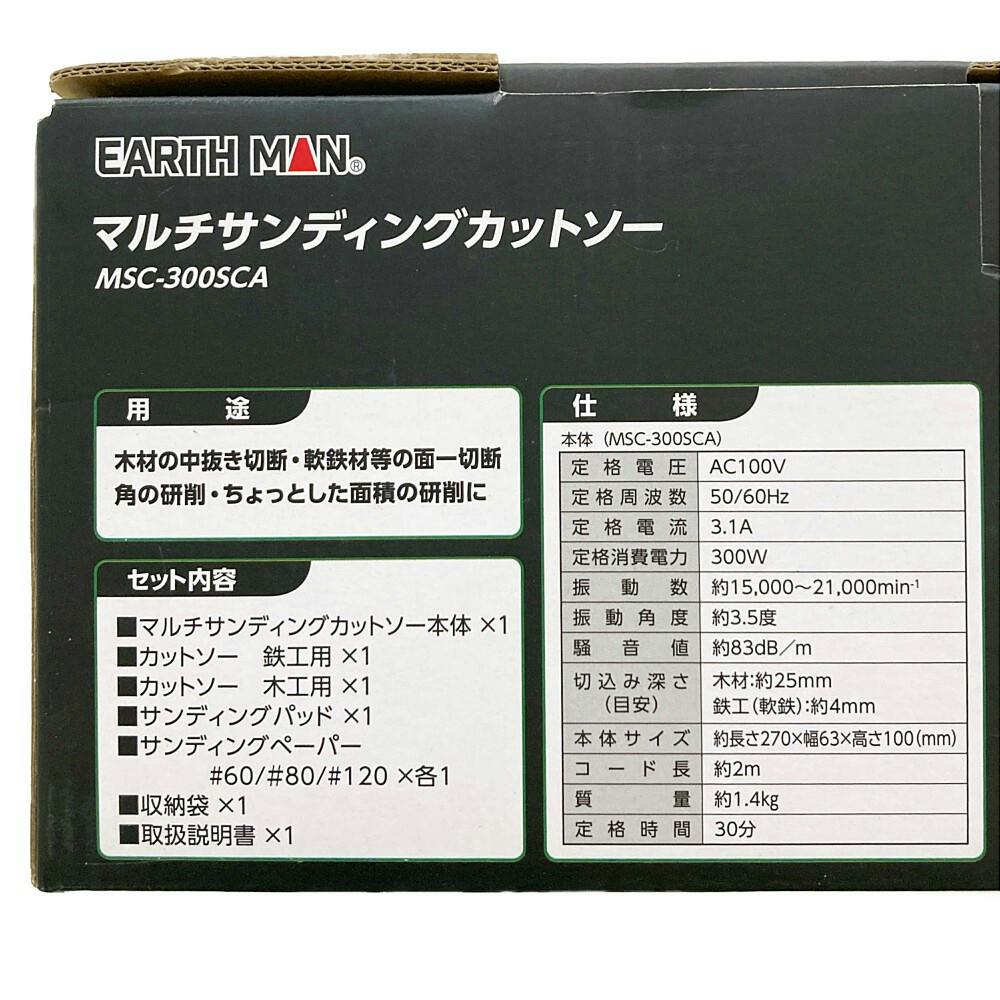 EARTH MAN®
マルチサンディングカットソー
MSC-300SCA
用途
木材の中抜き切断・軟鉄材等の面一切断
角の研削・ちょっとした面積の研削に
セット内容
■マルチサンディングカットソー本体 ×1
■カットソー 鉄工用 ×1
■カットソー 木工用 ×1
■サンディングパッド ×1
■サンディングペーパー
#60/#80/#120 ×各1
■収納袋 ×1
■取扱説明書 ×1
仕様
本体（MSC-300SCA）
定格電圧 AC100V
定格周波数 50/60Hz
定格電流 3.1A
定格消費電力 300W
振動数 約15,000～21,000min⁻¹
振動角度 約3.5度
騒音値 約83dB／m
切込み深さ 木材：約25mm
（目安） 鉄工（軟鉄）：約4mm
本体サイズ 約長さ270×幅63×高さ100（mm）
コード長 約2m
質量 約1.4kg
定格時間 30分